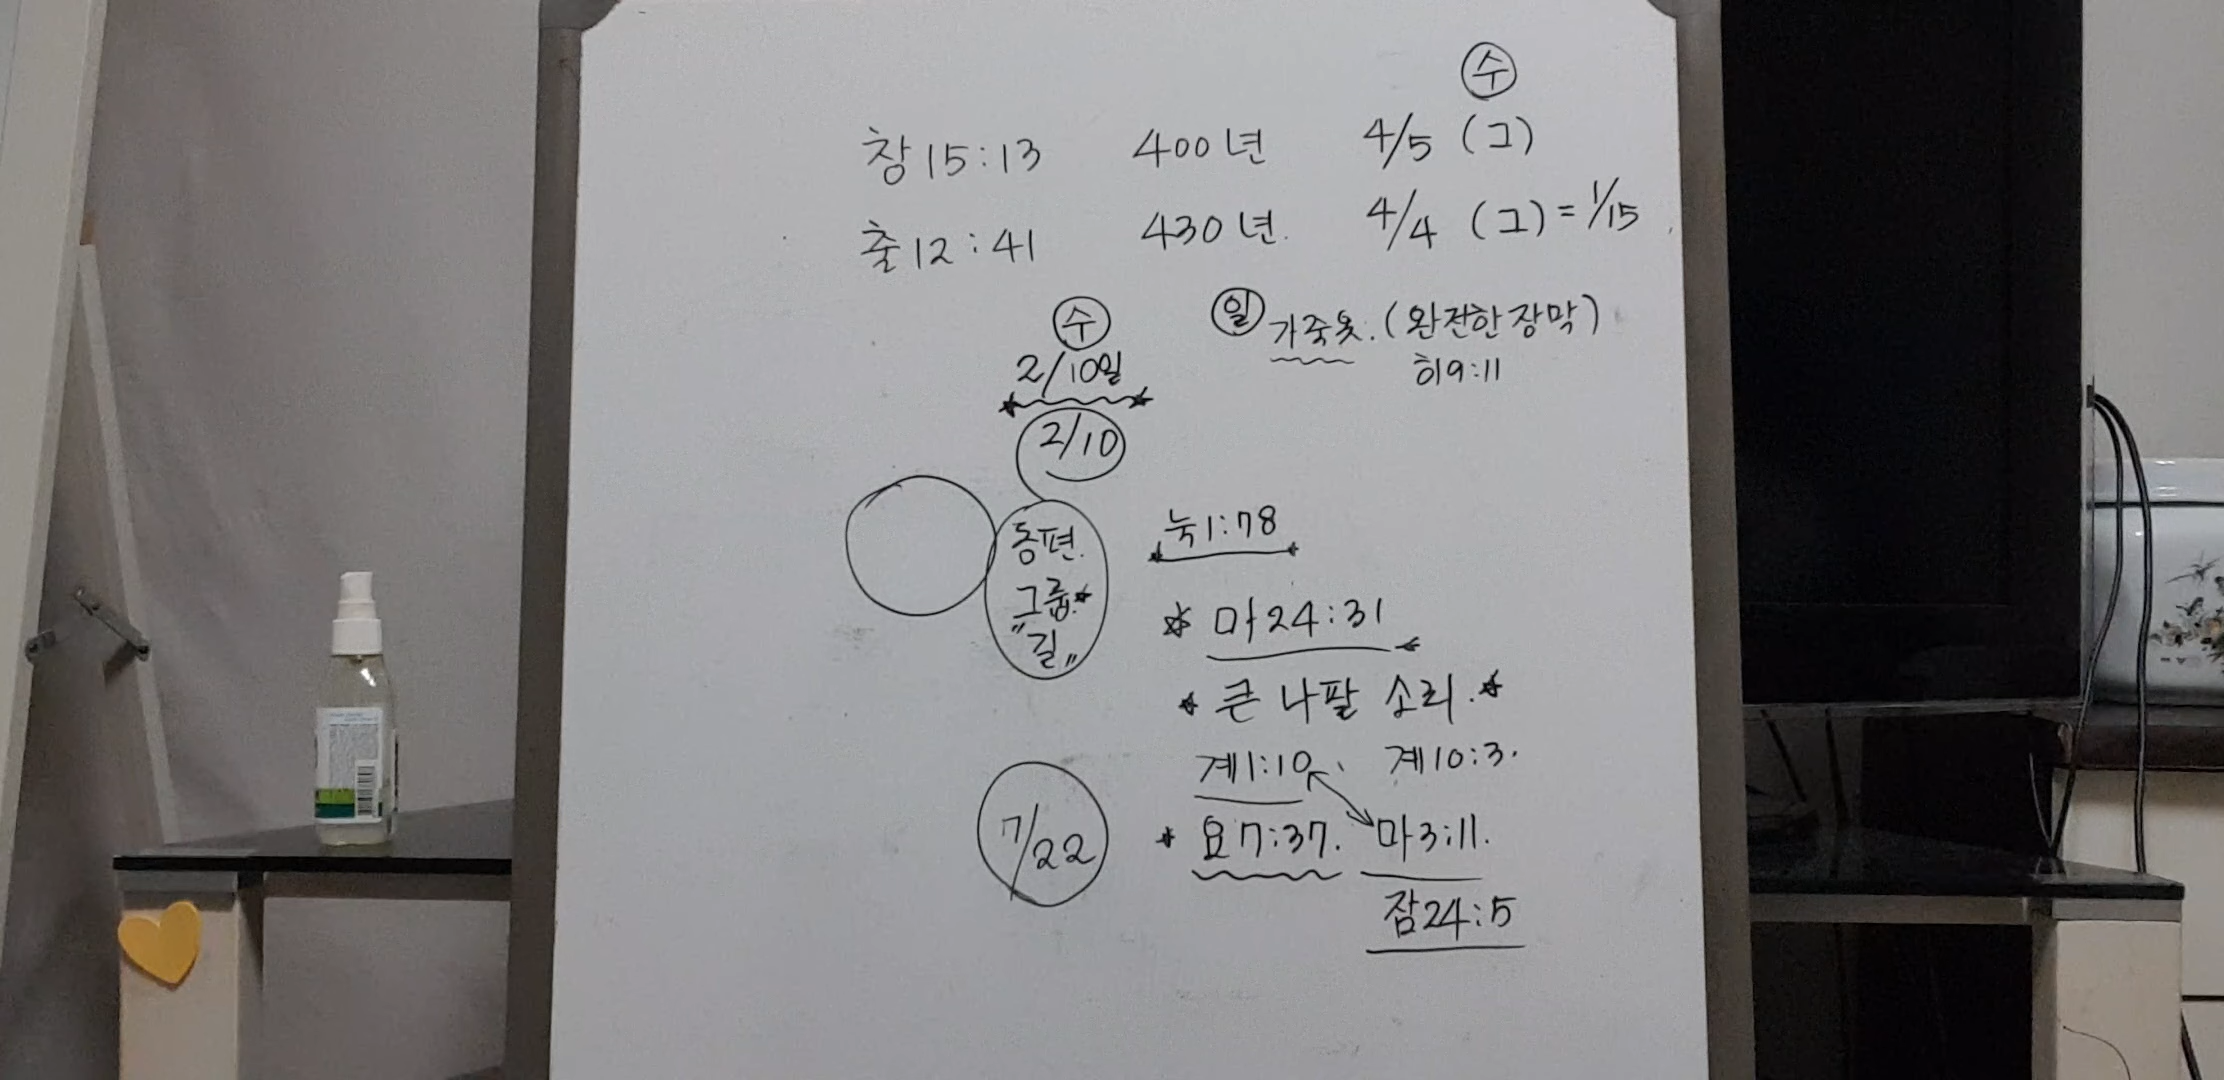 수
창15:13 400년 4/5 (그)
출12:41 430년. 4/4 (그) = 1/15
수
2/10일
일 가죽옷. (완전한 장막)
히9:11
2/10
동편.
그룹.
"길"
눅1:78
마24:31
큰 나팔 소리.
계1:10. 계10:3.
7/22
요7:37. 마3:11.
잠24:5